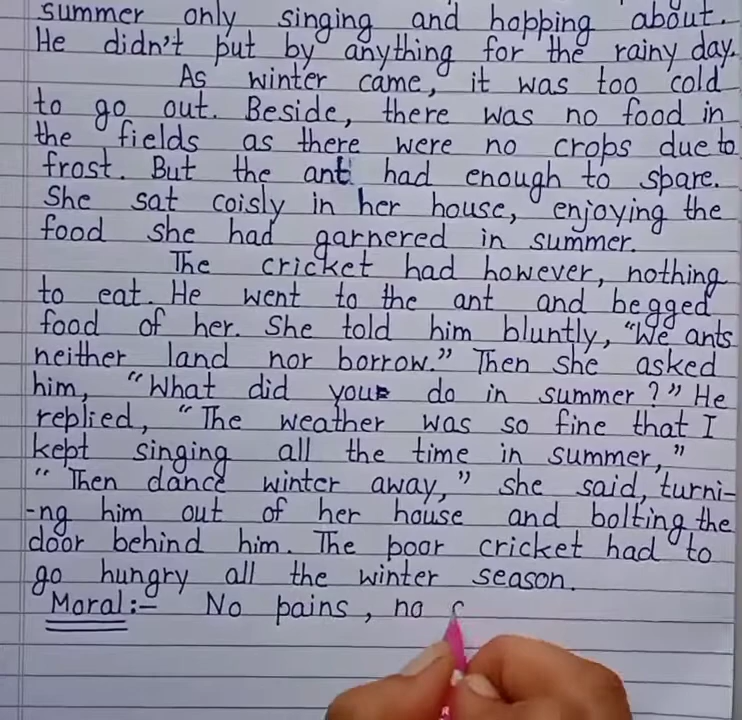 summer only singing and hopping about.
He didn't put by anything for the rainy day.
As winter came, it was too cold
to go out. Beside, there was no food in
the fields as there were no crops due to
frost. But the ant had enough to spare.
She sat coisly in her house, enjoying the
food she had garnered in summer.
The cricket had however, nothing
to eat. He went to the ant and begged
food of her. She told him bluntly, "We ants
neither land nor borrow." Then she asked
him, "What did you do in summer?" He
replied, "The weather was so fine that I
kept singing all the time in summer,"
"Then dance winter away," she said, turni-
-ng him out of her house and bolting the
door behind him. The poor cricket had to
go hungry all the winter season.
Moral:- No pains, no